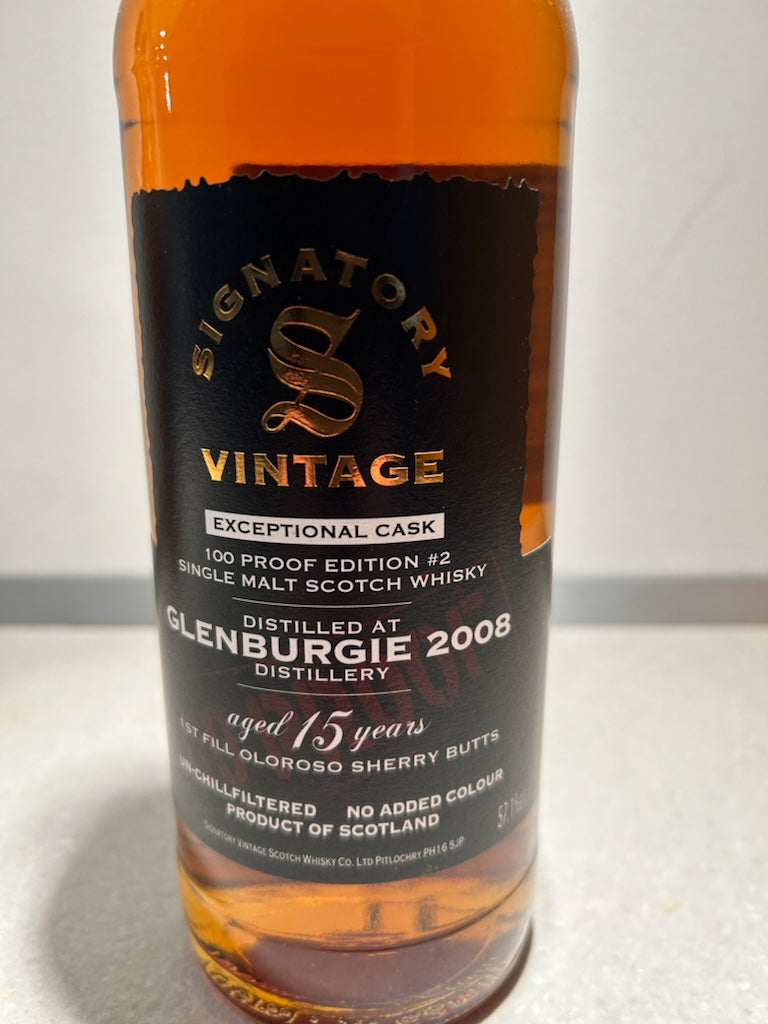 SIGNATORY
S
VINTAGE
EXCEPTIONAL CASK
100 PROOF EDITION #2
SINGLE MALT SCOTCH WHISKY
DISTILLED AT
GLENBURGIE 2008
DISTILLERY
aged 15 years
1ST FILL OLOROSO SHERRY BUTTS
UN-CHILLFILTERED NO ADDED COLOUR
PRODUCT OF SCOTLAND
57.1%
SIGNATORY VINTAGE SCOTCH WHISKY CO. LTD PITLOCHRY PH16 5JP